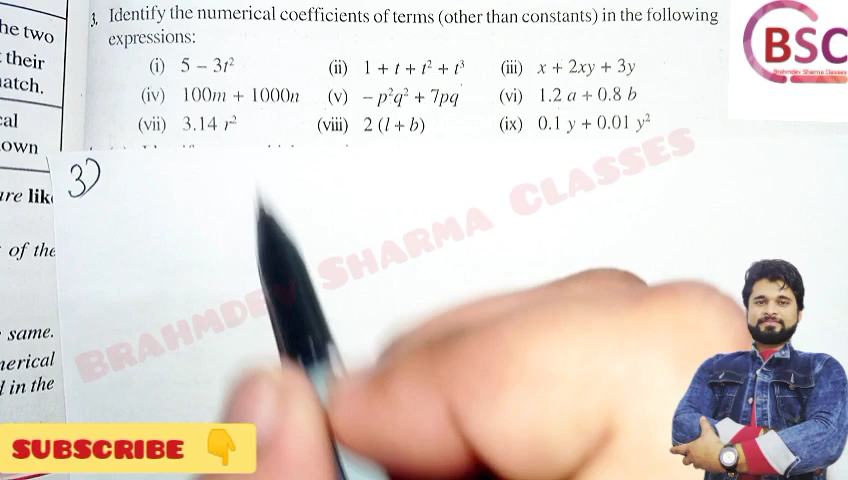 he two
their
atch.
cal
own
are lik
of the
same.
merical
d in the
3. Identify the numerical coefficients of terms (other than constants) in the following
expressions:
(i) 5 – 3t² (ii) 1 + t + t² + t³ (iii) x + 2xy + 3y
(iv) 100m + 1000n (v) – p²q² + 7pq (vi) 1.2 a + 0.8 b
(vii) 3.14 r² (viii) 2 (l + b) (ix) 0.1 y + 0.01 y²
3)
BRAHMDEV SHARMA CLASSES
BSC
Brahmdev Sharma Classes
SUBSCRIBE